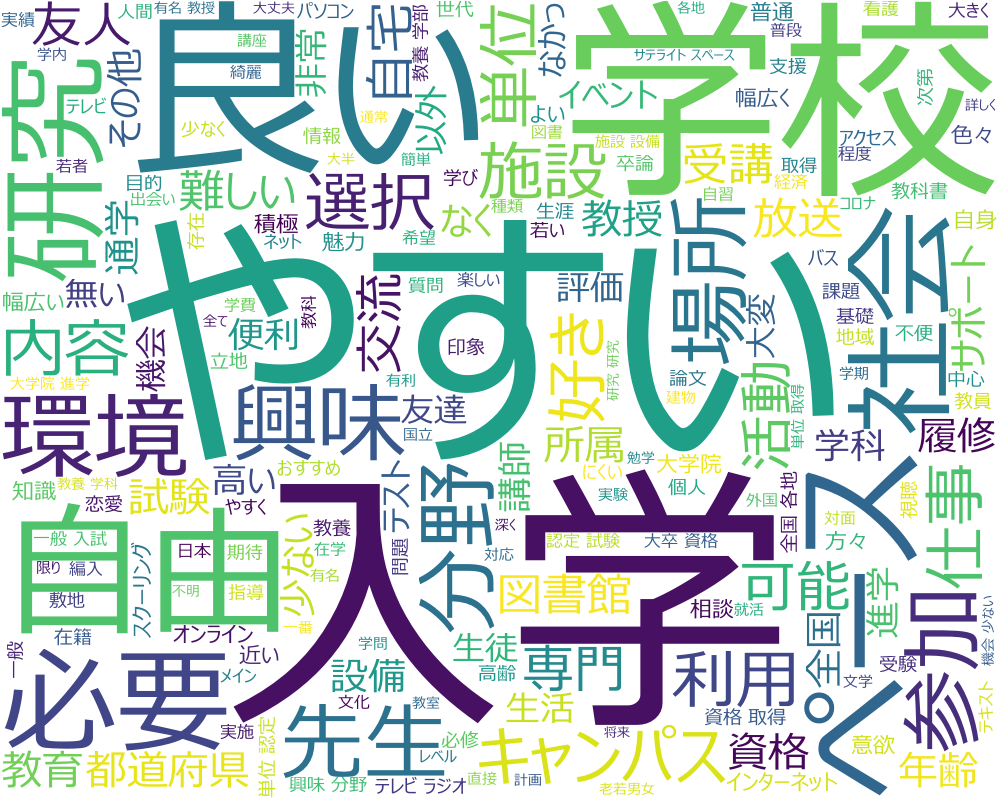 実績
人間
有名 教授
大丈夫
パソコン
世代
各地
看護
大きく
友人
良い
学校
学内
講座
綺麗
非常
自宅
教養 学部
単位
なかっ
サテライト スペース
普通
普段
支援
次第
研究
テレビ
その他
少なく
情報
通常
以外
よい
イベント
幅広く
詳しく
若者
大半
簡単
図書
施設 設備
卒論
受講
取得
アクセス
程度
色々
目的
出会い
難しい
選択
学び
施設
経済
教科書
通学
存在
積極
ネット
魅力
なく
希望
種類
生涯
若い
教授
自習
放送
コロナ
自身
幅広い
無い
やすい
学費
全て
交流
教科
質問
楽しい
評価
場所
大変
バス
課題
社会
内容
機会
便利
立地
印象
有利
好き
研究 研究
論文
建物
基礎
地域
不便
サポート
学期
中心
大学院 進学
環境
興味
友達
国立
活動
単位 取得
教員
知識
教養 学科
恋愛
試験
高い
やすく
おすすめ
問題
テスト
分野
講師
深く
所属
勉学
にくい
実験
大学院
個人
学科
外国
全国 各地
視聴
履修
自由
一般 入試
限り 編入
敷地
在籍
スクーリング
日本
不明
期待
指導
少ない
教養
在学
有名
一番
入学
対応
認定 試験
大卒 資格
図書館
可能
対面
方々
ペース
仕事
オンライン
一般
近い
メイン
学問
生徒
高齢
専門
相談
就活
利用
全国
進学
受験
文学
参加
機会 少ない
テキスト
必要
設備
文化
先生
教室
レベル
必修
生活
キャンパス
将来
資格 取得
資格
意欲
年齢
教育
都道府県
実施
単位 認定
興味 分野
テレビ ラジオ
直接
計画
老若男女
インターネット